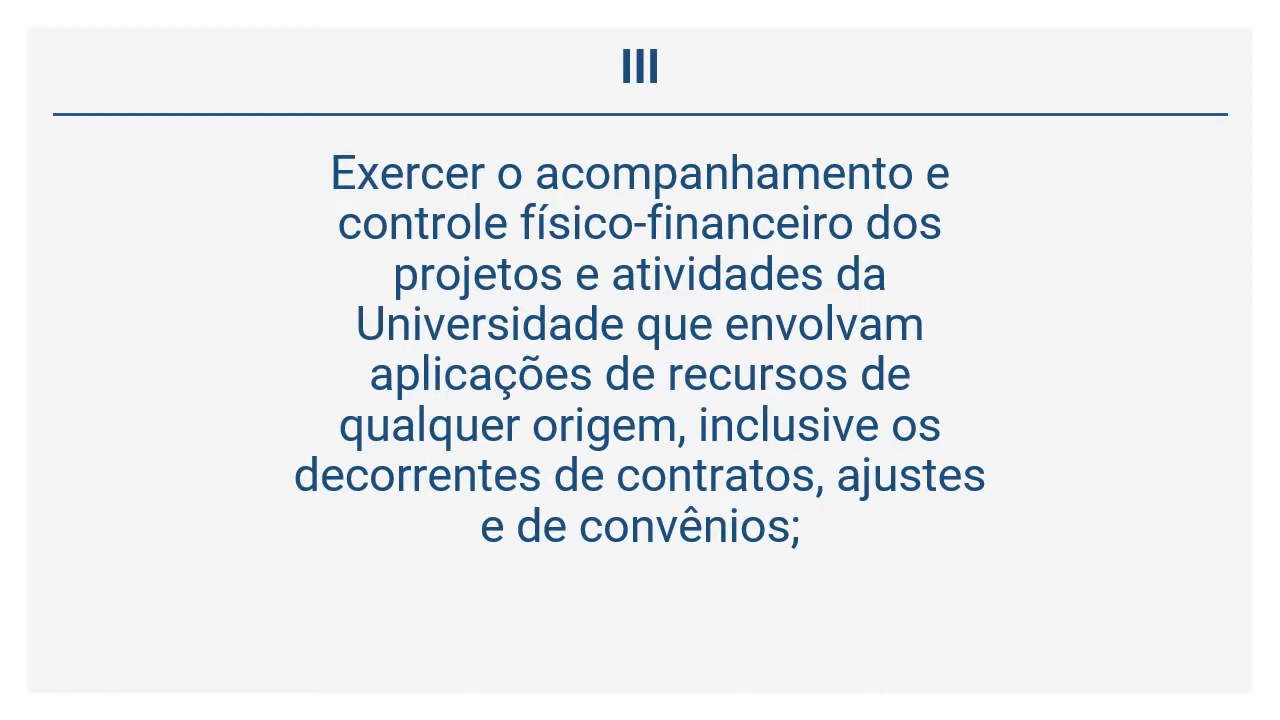 III
Exercer o acompanhamento e
controle físico-financeiro dos
projetos e atividades da
Universidade que envolvam
aplicações de recursos de
qualquer origem, inclusive os
decorrentes de contratos, ajustes
e de convênios;